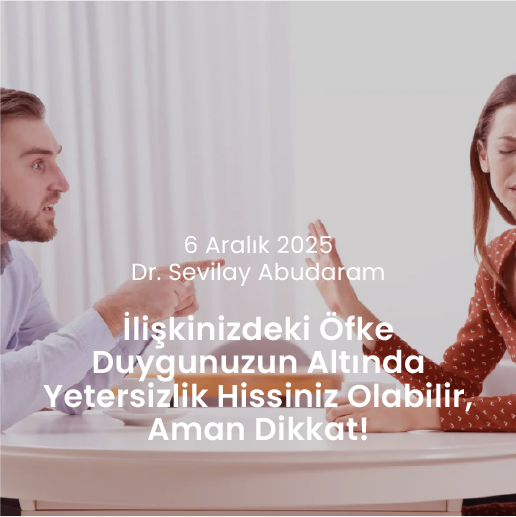 6 Aralık 2025
Dr. Sevilay Abudaram
İlişkinizdeki Öfke
Duygunuzun Altında
Yetersizlik Hissiniz Olabilir,
Aman Dikkat!